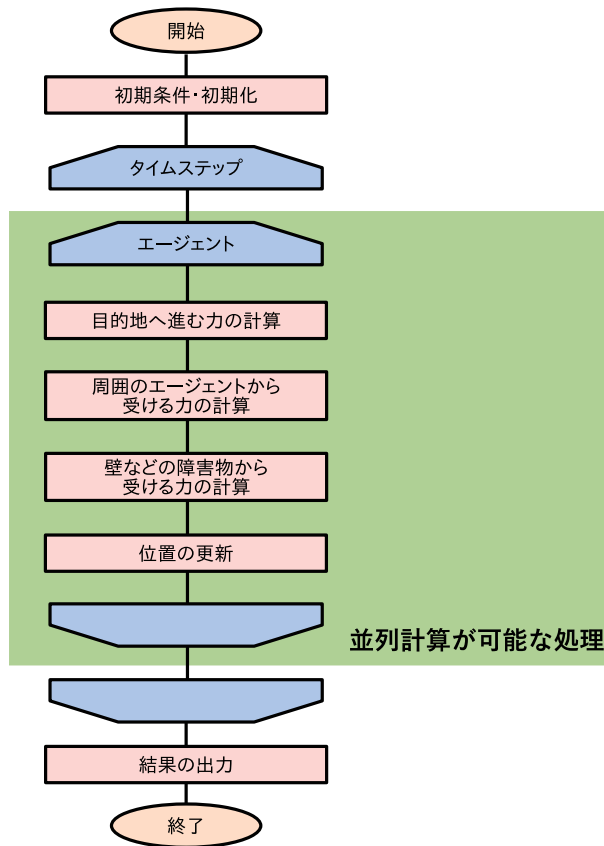 開始
初期条件・初期化
タイムステップ
エージェント
目的地へ進む力の計算
周囲のエージェントから
受ける力の計算
壁などの障害物から
受ける力の計算
位置の更新
並列計算が可能な処理
結果の出力
終了